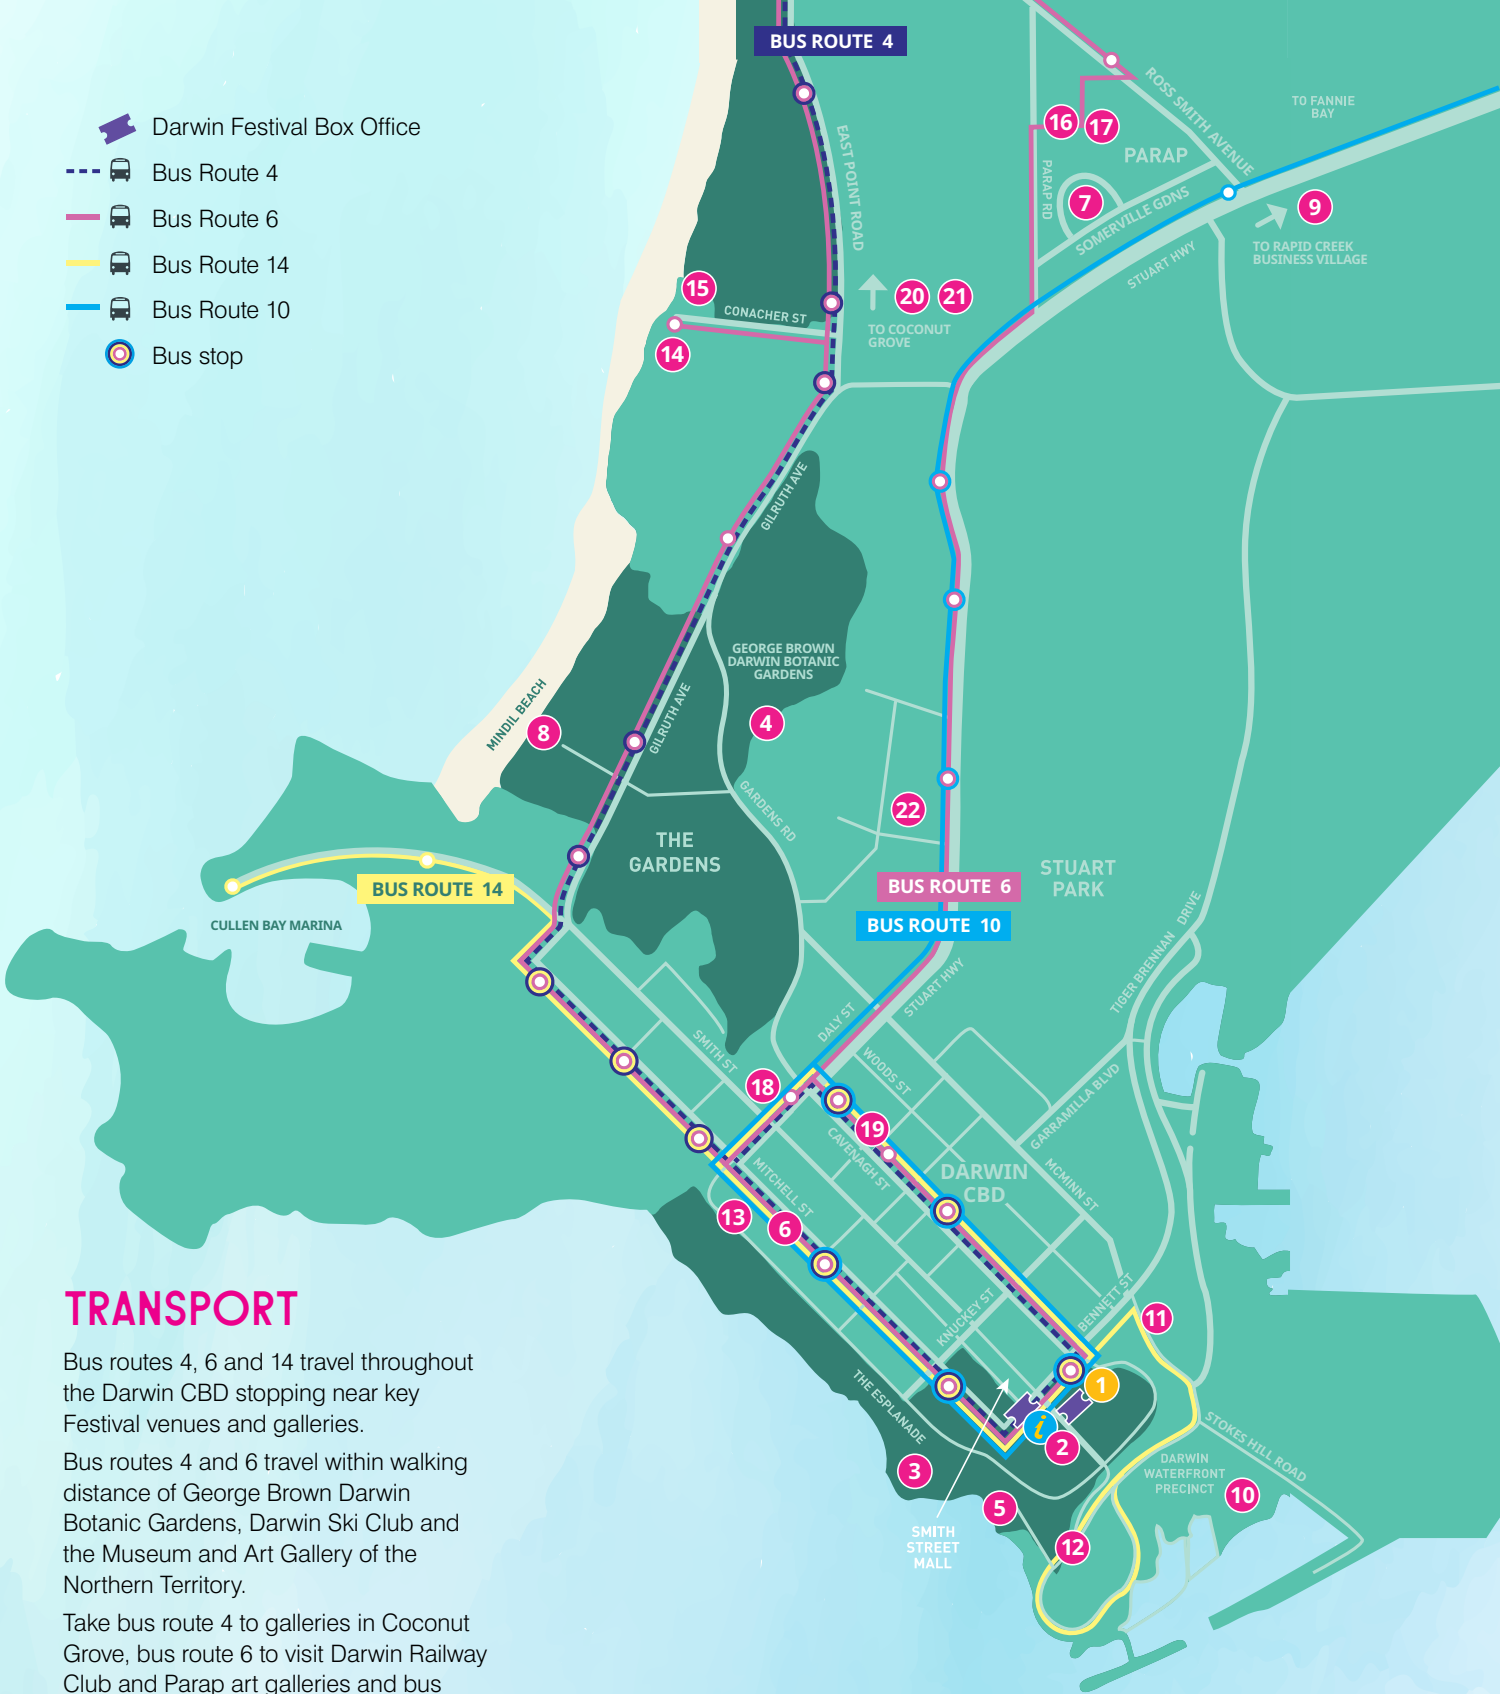 BUS ROUTE 4
Darwin Festival Box Office
Bus Route 4
Bus Route 6
Bus Route 14
Bus Route 10
Bus stop
EAST POINT ROAD
ROSS SMITH AVENUE
TO FANNIE
BAY
16
17
PARAP
PARAP RD
7
SOMERVILLE GDNS
9
STUART HWY
TO RAPID CREEK
BUSINESS VILLAGE
15
CONACHER ST
20
21
TO COCONUT
GROVE
14
GILRUTH AVE
GEORGE BROWN
DARWIN BOTANIC
GARDENS
MINDIL BEACH
8
GILRUTH AVE
4
GARDENS RD
22
THE
GARDENS
STUART
PARK
BUS ROUTE 14
BUS ROUTE 6
BUS ROUTE 10
CULLEN BAY MARINA
TIGER BRENNAN DRIVE
STUART HWY
DALY ST
SMITH ST
WOODS ST
18
GARRAMILLA BLVD
19
CAVENAGH ST
DARWIN
CBD
MCMINN ST
MITCHELL ST
13
6
BENNETT ST
KNUCKEY ST
11
1
THE ESPLANADE
i
2
STOKES HILL ROAD
3
DARWIN
WATERFRONT
PRECINCT
10
5
SMITH
STREET
MALL
12
TRANSPORT
Bus routes 4, 6 and 14 travel throughout
the Darwin CBD stopping near key
Festival venues and galleries.
Bus routes 4 and 6 travel within walking
distance of George Brown Darwin
Botanic Gardens, Darwin Ski Club and
the Museum and Art Gallery of the
Northern Territory.
Take bus route 4 to galleries in Coconut
Grove, bus route 6 to visit Darwin Railway
Club and Parap art galleries and bus